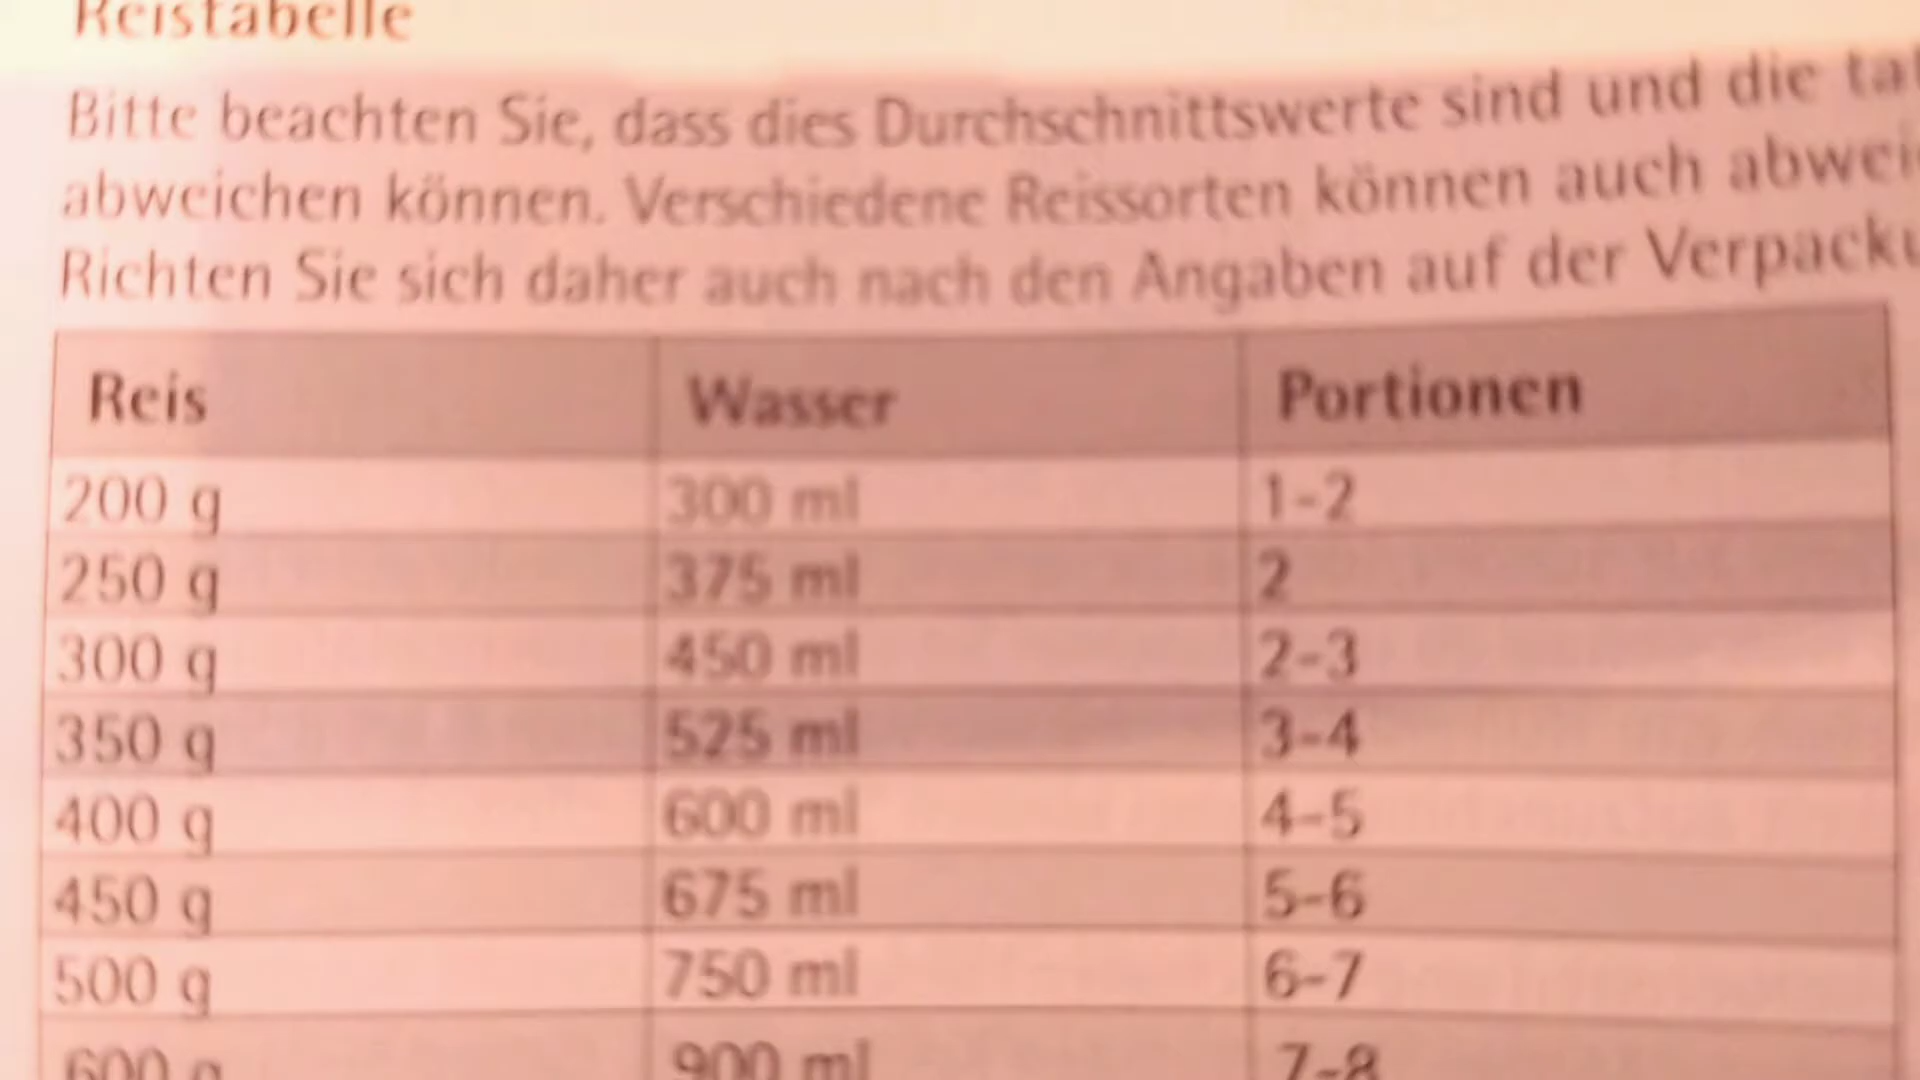 Reistabelle
Bitte beachten Sie, dass dies Durchschnittswerte sind und die
abweichen können. Verschiedene Reissorten können auch
Richten Sie sich daher auch nach den Angaben auf der
Reis Wasser Portionen
200 g 300 ml 1-2
250 g 375 ml 2
300 g 450 ml 2-3
350 g 525 ml 3-4
400 g 600 ml 4-5
450 g 675 ml 5-6
500 g 750 ml 6-7
600 g 900 ml 7-8